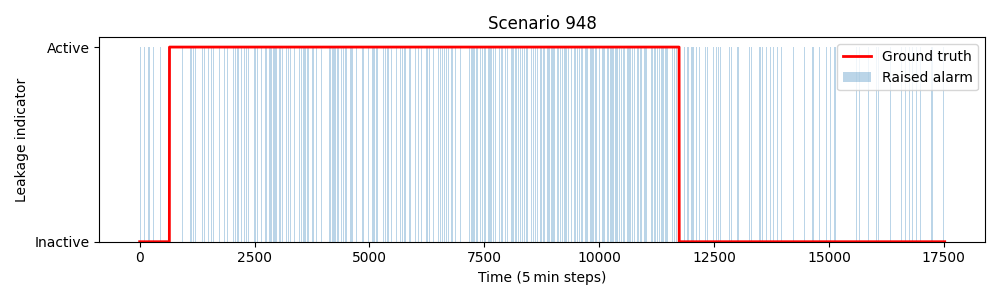 Scenario 948
Active
Inactive
Leakage indicator
Ground truth
Raised alarm
0 2500 5000 7500 10000 12500 15000 17500
Time (5 min steps)